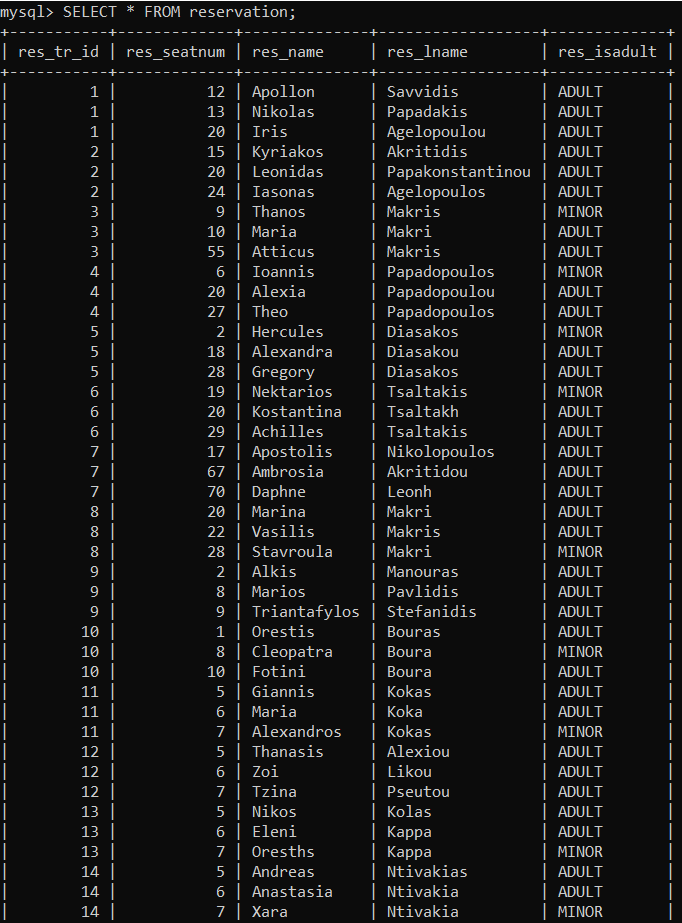 mysql> SELECT * FROM reservation;
+-----------+-------------+---------------+------------------+-------------+
| res_tr_id | res_seatnum | res_name | res_lname | res_isadult |
+-----------+-------------+---------------+------------------+-------------+
| 1 | 12 | Apollon | Savvidis | ADULT |
| 1 | 13 | Nikolas | Papadakis | ADULT |
| 1 | 20 | Iris | Agelopoulou | ADULT |
| 2 | 15 | Kyriakos | Akritidis | ADULT |
| 2 | 20 | Leonidas | Papakonstantinou | ADULT |
| 2 | 24 | Iasonas | Agelopoulos | ADULT |
| 3 | 9 | Thanos | Makris | MINOR |
| 3 | 10 | Maria | Makri | ADULT |
| 3 | 55 | Atticus | Makris | ADULT |
| 4 | 6 | Ioannis | Papadopoulos | MINOR |
| 4 | 20 | Alexia | Papadopoulou | ADULT |
| 4 | 27 | Theo | Papadopoulos | ADULT |
| 5 | 2 | Hercules | Diasakos | MINOR |
| 5 | 18 | Alexandra | Diasakou | ADULT |
| 5 | 28 | Gregory | Diasakos | ADULT |
| 6 | 19 | Nektarios | Tsaltakis | MINOR |
| 6 | 20 | Kostantina | Tsaltakh | ADULT |
| 6 | 29 | Achilles | Tsaltakis | ADULT |
| 7 | 17 | Apostolis | Nikolopoulos | ADULT |
| 7 | 67 | Ambrosia | Akritidou | ADULT |
| 7 | 70 | Daphne | Leonh | ADULT |
| 8 | 20 | Marina | Makri | ADULT |
| 8 | 22 | Vasilis | Makris | ADULT |
| 8 | 28 | Stavroula | Makri | MINOR |
| 9 | 2 | Alkis | Manouras | ADULT |
| 9 | 8 | Marios | Pavlidis | ADULT |
| 9 | 9 | Triantafylos | Stefanidis | ADULT |
| 10 | 1 | Orestis | Bouras | ADULT |
| 10 | 8 | Cleopatra | Boura | MINOR |
| 10 | 10 | Fotini | Boura | ADULT |
| 11 | 5 | Giannis | Kokas | ADULT |
| 11 | 6 | Maria | Koka | ADULT |
| 11 | 7 | Alexandros | Kokas | MINOR |
| 12 | 5 | Thanasis | Alexiou | ADULT |
| 12 | 6 | Zoi | Likou | ADULT |
| 12 | 7 | Tzina | Pseutou | ADULT |
| 13 | 5 | Nikos | Kolas | ADULT |
| 13 | 6 | Eleni | Kappa | ADULT |
| 13 | 7 | Oresths | Kappa | MINOR |
| 14 | 5 | Andreas | Ntivakias | ADULT |
| 14 | 6 | Anastasia | Ntivakia | ADULT |
| 14 | 7 | Xara | Ntivakia | MINOR |